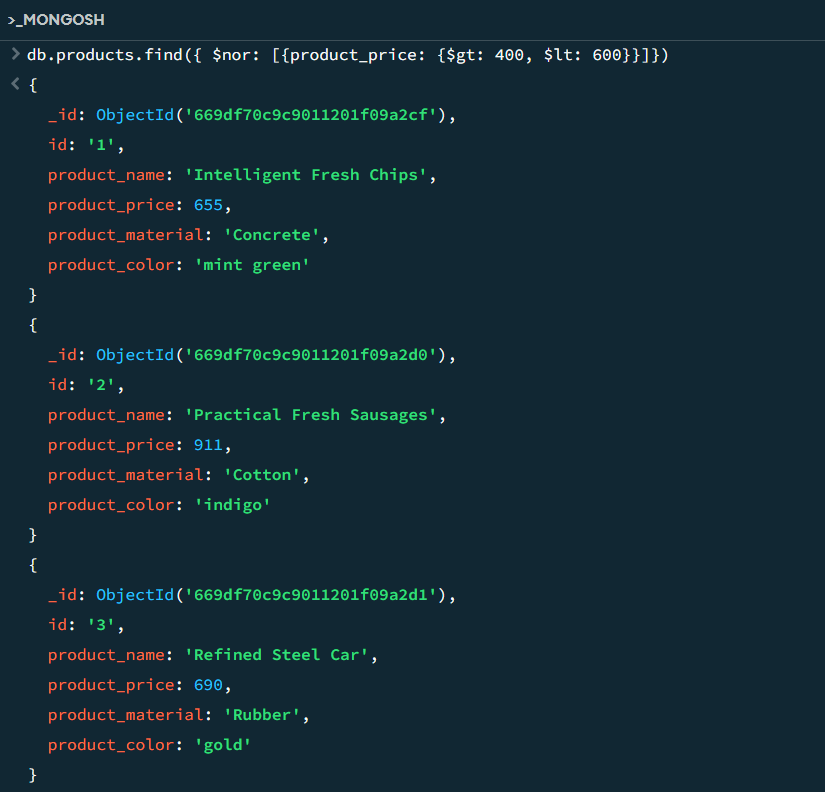 >_MONGOSH
> db.products.find({ $nor: [{product_price: {$gt: 400, $lt: 600}}]})
< {
_id: ObjectId('669df70c9c9011201f09a2cf'),
id: '1',
product_name: 'Intelligent Fresh Chips',
product_price: 655,
product_material: 'Concrete',
product_color: 'mint green'
}
{
_id: ObjectId('669df70c9c9011201f09a2d0'),
id: '2',
product_name: 'Practical Fresh Sausages',
product_price: 911,
product_material: 'Cotton',
product_color: 'indigo'
}
{
_id: ObjectId('669df70c9c9011201f09a2d1'),
id: '3',
product_name: 'Refined Steel Car',
product_price: 690,
product_material: 'Rubber',
product_color: 'gold'
}